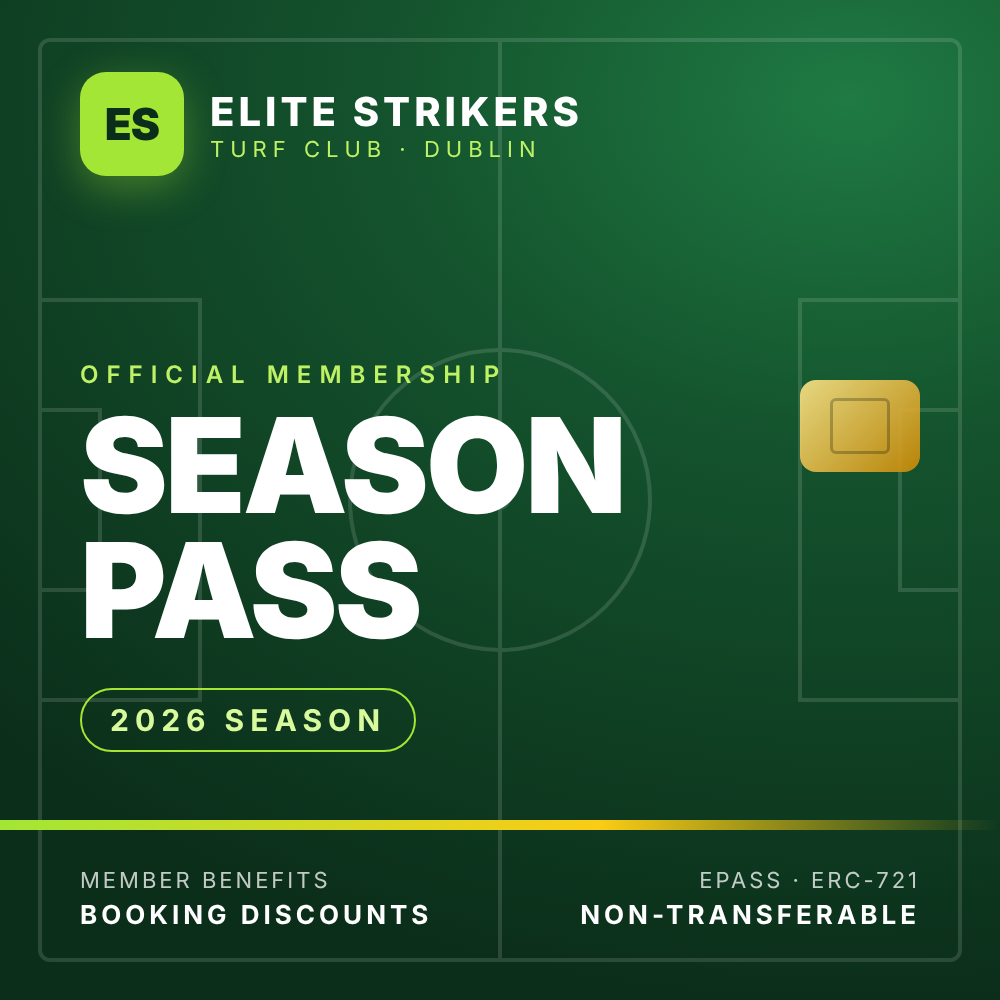 ES
ELITE STRIKERS
TURF CLUB · DUBLIN
OFFICIAL MEMBERSHIP
SEASON
PASS
2026 SEASON
MEMBER BENEFITS
BOOKING DISCOUNTS
EPASS · ERC-721
NON-TRANSFERABLE